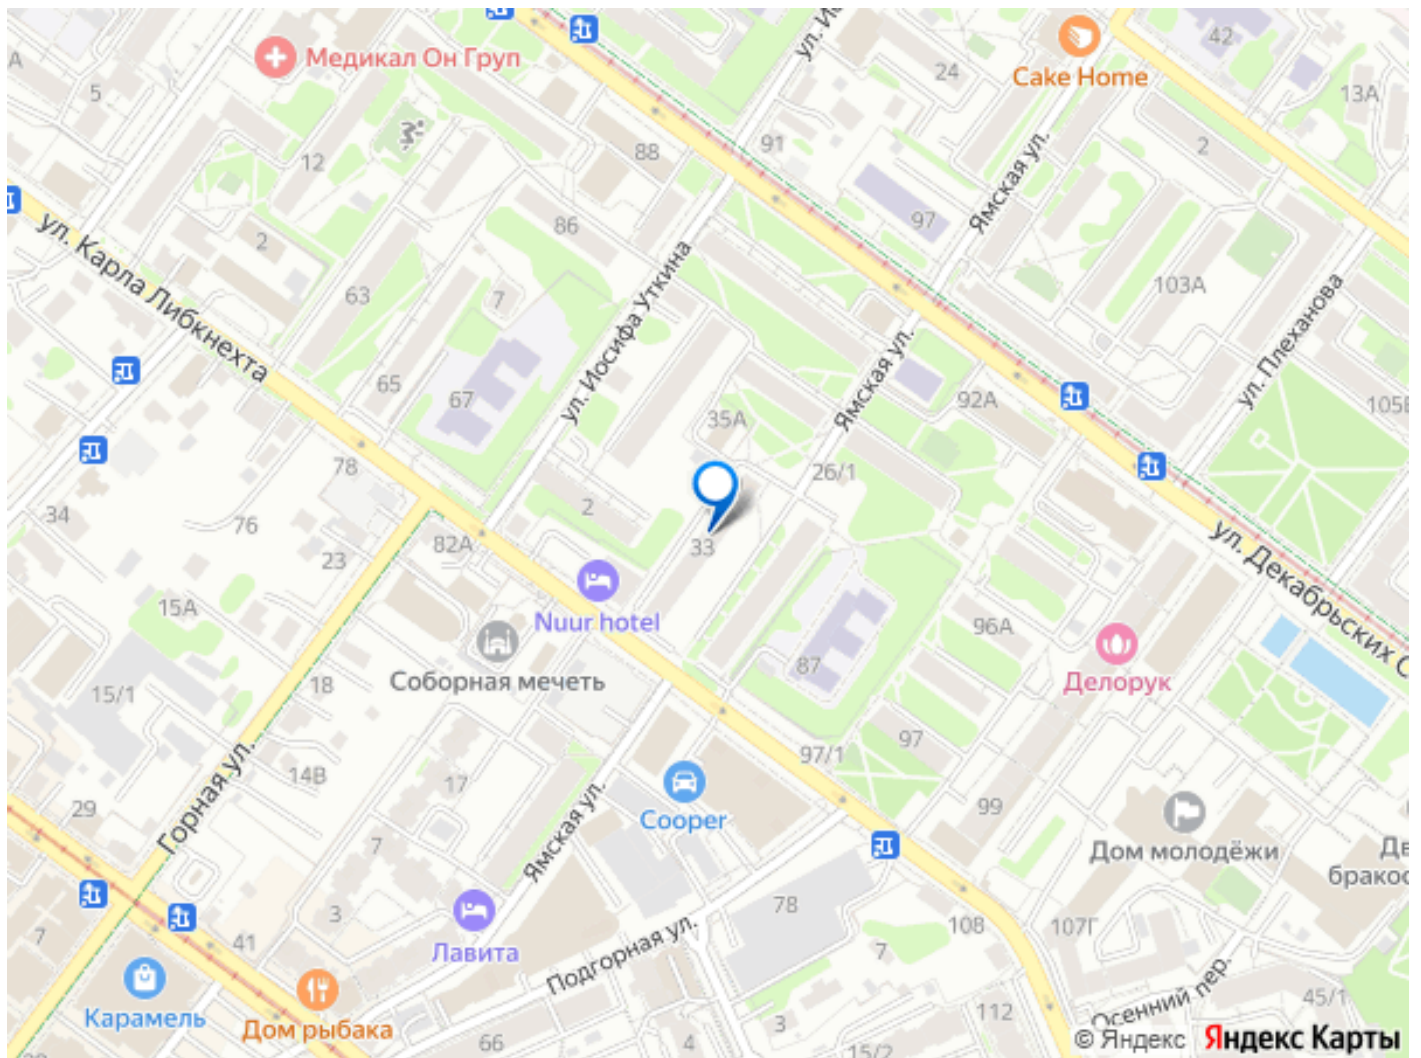 Медикал Он Груп
Cake Home
42
24
13А
А
5
88
91
2
12
Ямская ул.
97
86
ул. Карла Либкнехта
2
63
7
ул. Иосифа Уткина
103А
ул. Плеханова
65
67
Ямская ул.
92А
105Б
35А
78
26/1
34
76
2
33
82А
23
ул. Декабрьских С
15А
Nuur hotel
96А
Соборная мечеть
87
Делорук
15/1
18
Горная ул.
14В
17
97/1
97
Cooper
29
99
7
Ямская ул.
Дом молодёжи
Дв
бракос
3
78
7
41
Лавита
Подгорная ул.
7
108
107Г
Осенний пер.
Карамель
Дом рыбака
66
4
3
112
45/1
15/2
© Яндекс Яндекс Карты